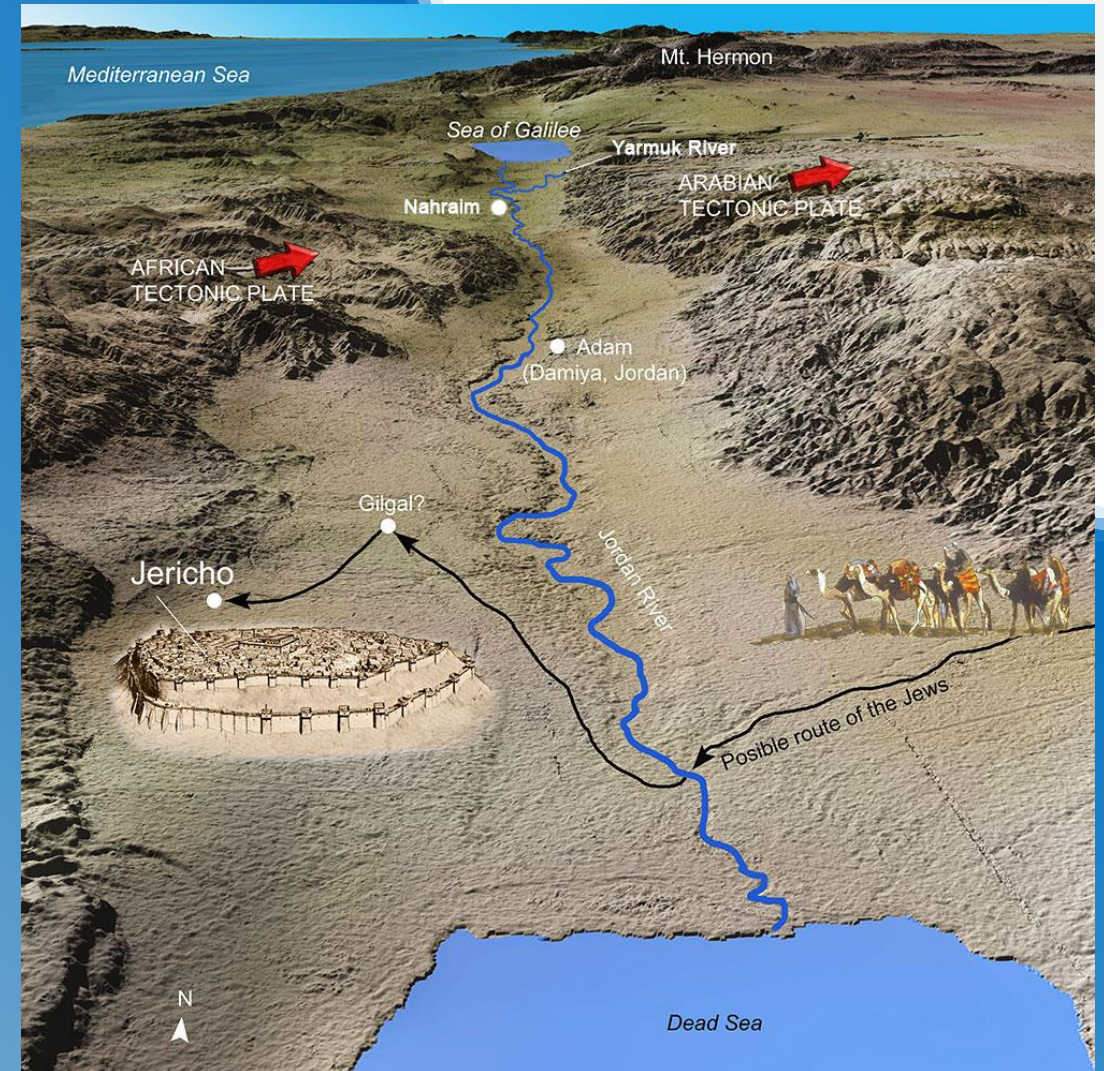 Mediterranean Sea
Mt. Hermon
Sea of Galilee
Yarmuk River
ARABIAN
TECTONIC PLATE
Nahraim
AFRICAN
TECTONIC PLATE
Adam
(Damiya, Jordan)
Gilgal?
Jordan River
Jericho
Posible route of the Jews
N
Dead Sea